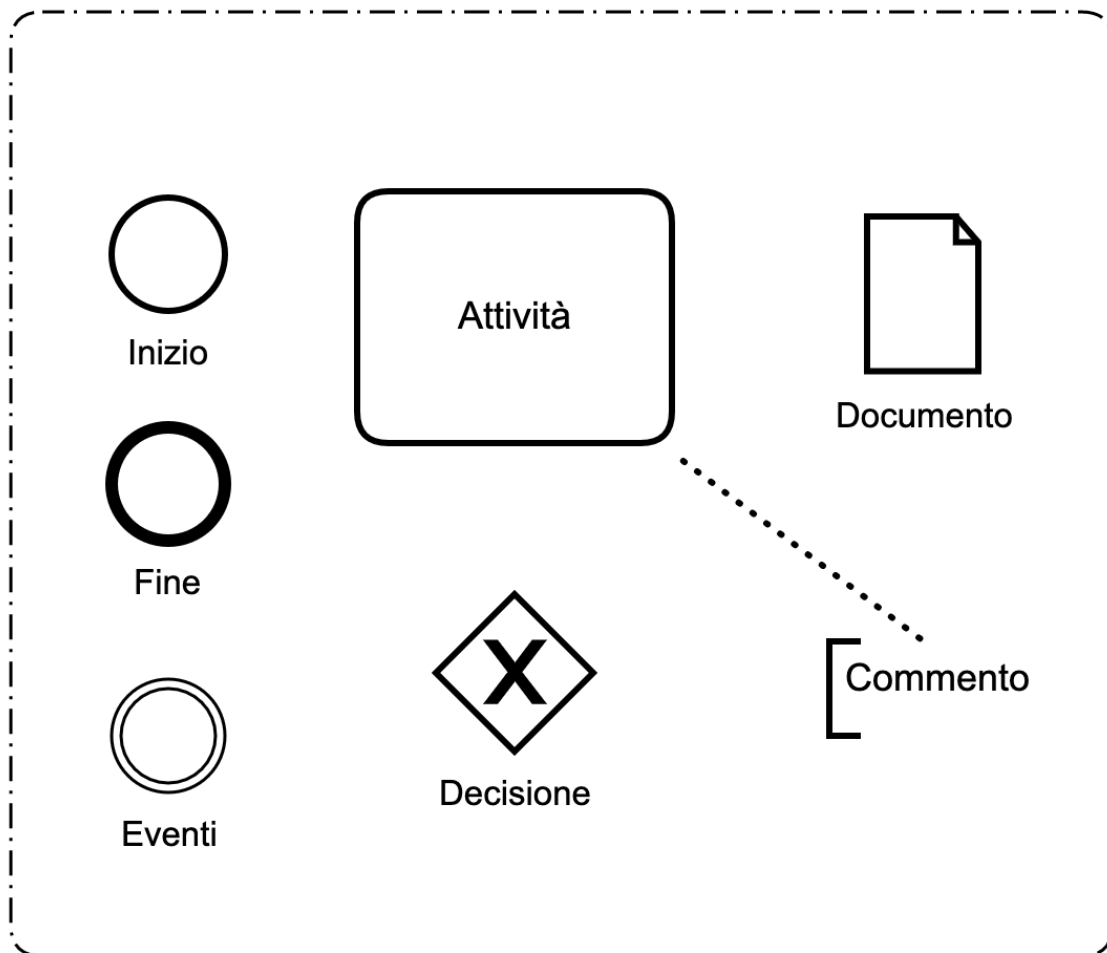 Inizio
Attività
Documento
Fine
X
Commento
Decisione
Eventi